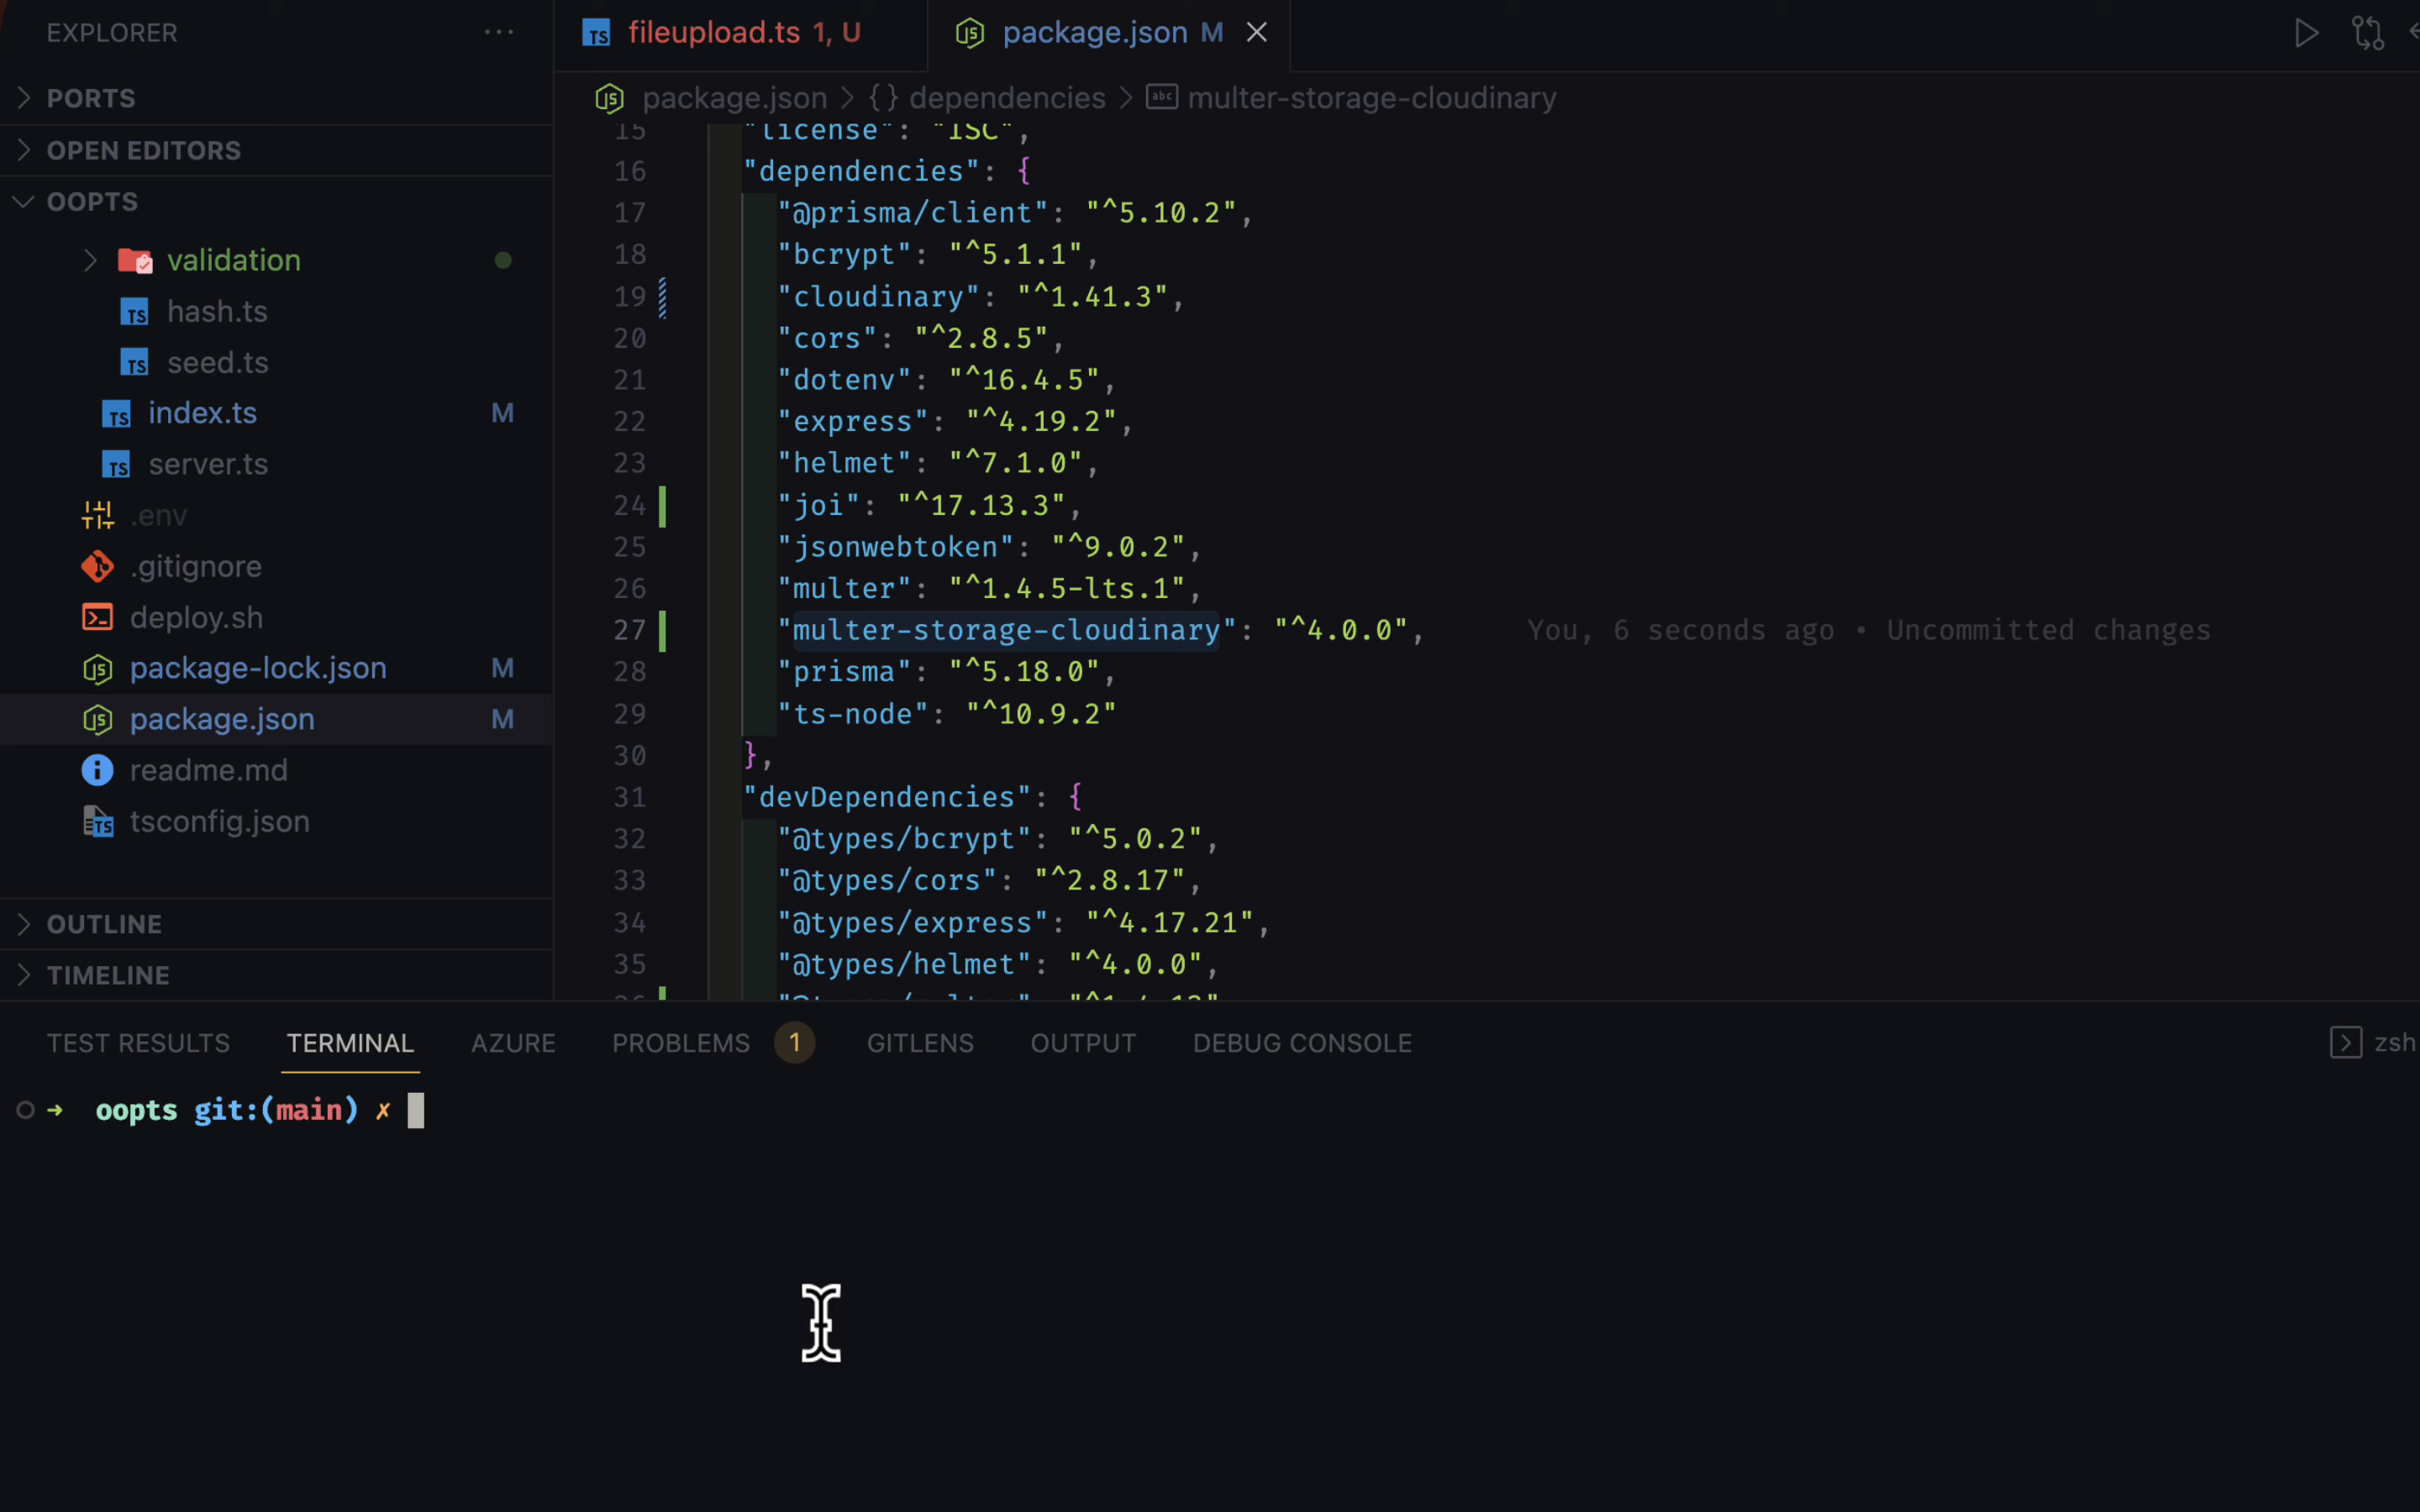 EXPLORER ...
PORTS
OPEN EDITORS
OOPTS
validation
hash.ts
seed.ts
index.ts M
server.ts
.env
.gitignore
deploy.sh
package-lock.json M
package.json M
readme.md
tsconfig.json
OUTLINE
TIMELINE
fileupload.ts 1, U
package.json M
package.json > {} dependencies > abc multer-storage-cloudinary
15 "license": "ISC",
16 "dependencies": {
17 "@prisma/client": "^5.10.2",
18 "bcrypt": "^5.1.1",
19 "cloudinary": "^1.41.3",
20 "cors": "^2.8.5",
21 "dotenv": "^16.4.5",
22 "express": "^4.19.2",
23 "helmet": "^7.1.0",
24 "joi": "^17.13.3",
25 "jsonwebtoken": "^9.0.2",
26 "multer": "^1.4.5-lts.1",
27 "multer-storage-cloudinary": "^4.0.0", You, 6 seconds ago • Uncommitted changes
28 "prisma": "^5.18.0",
29 "ts-node": "^10.9.2"
30 },
31 "devDependencies": {
32 "@types/bcrypt": "^5.0.2",
33 "@types/cors": "^2.8.17",
34 "@types/express": "^4.17.21",
35 "@types/helmet": "^4.0.0",
TEST RESULTS TERMINAL AZURE PROBLEMS 1 GITLENS OUTPUT DEBUG CONSOLE zsh
➜ oopts git:(main) ✗